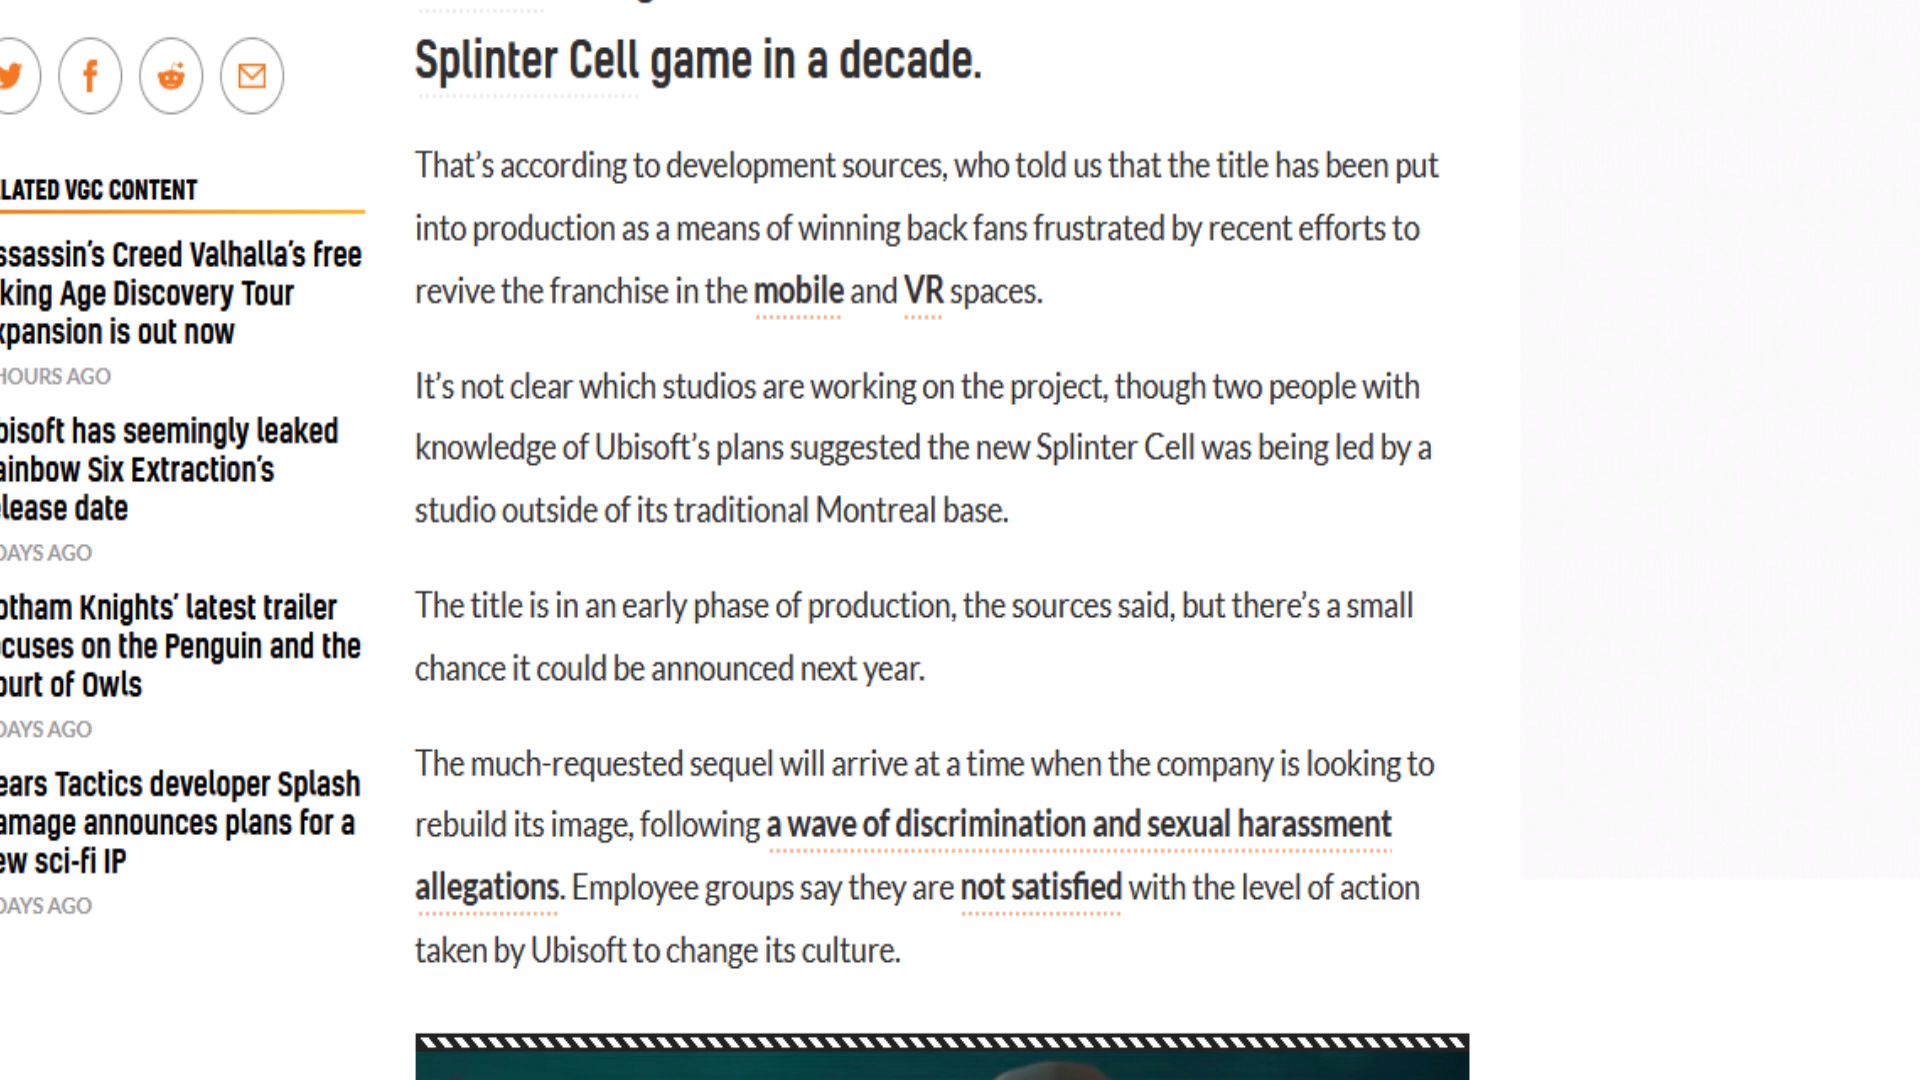 Splinter Cell game in a decade.
LATED VGC CONTENT
ssassin's Creed Valhalla's free
king Age Discovery Tour
xpansion is out now
HOURS AGO
bisoft has seemingly leaked
ainbow Six Extraction's
elease date
DAYS AGO
otham Knights' latest trailer
ocuses on the Penguin and the
ourt of Owls
DAYS AGO
ears Tactics developer Splash
amage announces plans for a
ew sci-fi IP
DAYS AGO
That's according to development sources, who told us that the title has been put
into production as a means of winning back fans frustrated by recent efforts to
revive the franchise in the mobile and VR spaces.
It's not clear which studios are working on the project, though two people with
knowledge of Ubisoft's plans suggested the new Splinter Cell was being led by a
studio outside of its traditional Montreal base.
The title is in an early phase of production, the sources said, but there's a small
chance it could be announced next year.
The much-requested sequel will arrive at a time when the company is looking to
rebuild its image, following a wave of discrimination and sexual harassment
allegations. Employee groups say they are not satisfied with the level of action
taken by Ubisoft to change its culture.